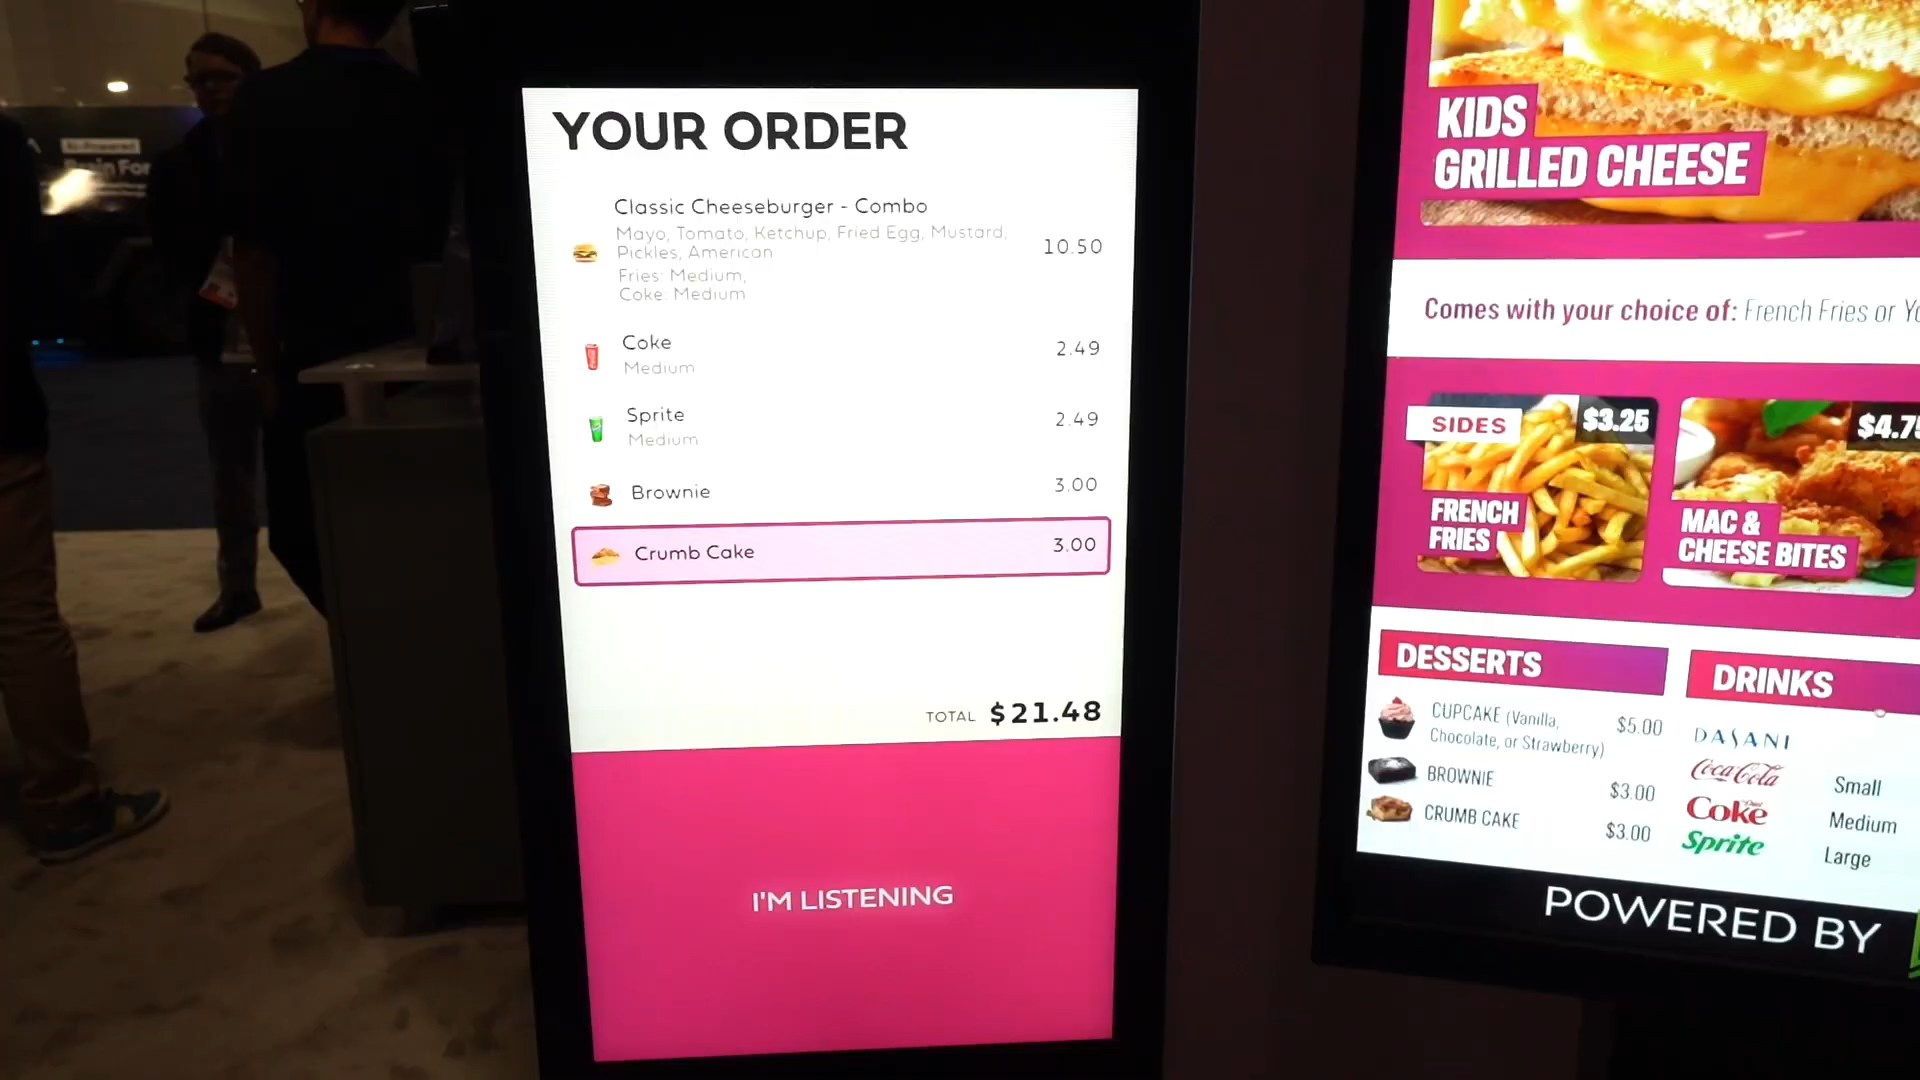 YOUR ORDER
Classic Cheeseburger - Combo
Mayo, Tomato, Ketchup, Fried Egg, Mustard,
Pickles, American
Fries: Medium,
Coke: Medium
10.50
Coke
Medium
2.49
Sprite
Medium
2.49
Brownie
3.00
Crumb Cake
3.00
TOTAL $21.48
I'M LISTENING
KIDS
GRILLED CHEESE
Comes with your choice of: French Fries or
SIDES
$3.25
FRENCH
FRIES
MAC &
CHEESE BITES
DESSERTS
CUPCAKE (Vanilla,
Chocolate, or Strawberry)
$5.00
BROWNIE
$3.00
CRUMB CAKE
$3.00
DRINKS
DASANI
Coca-Cola
Diet
Coke
Sprite
Small
Medium
Large
POWERED BY
AI-Powered